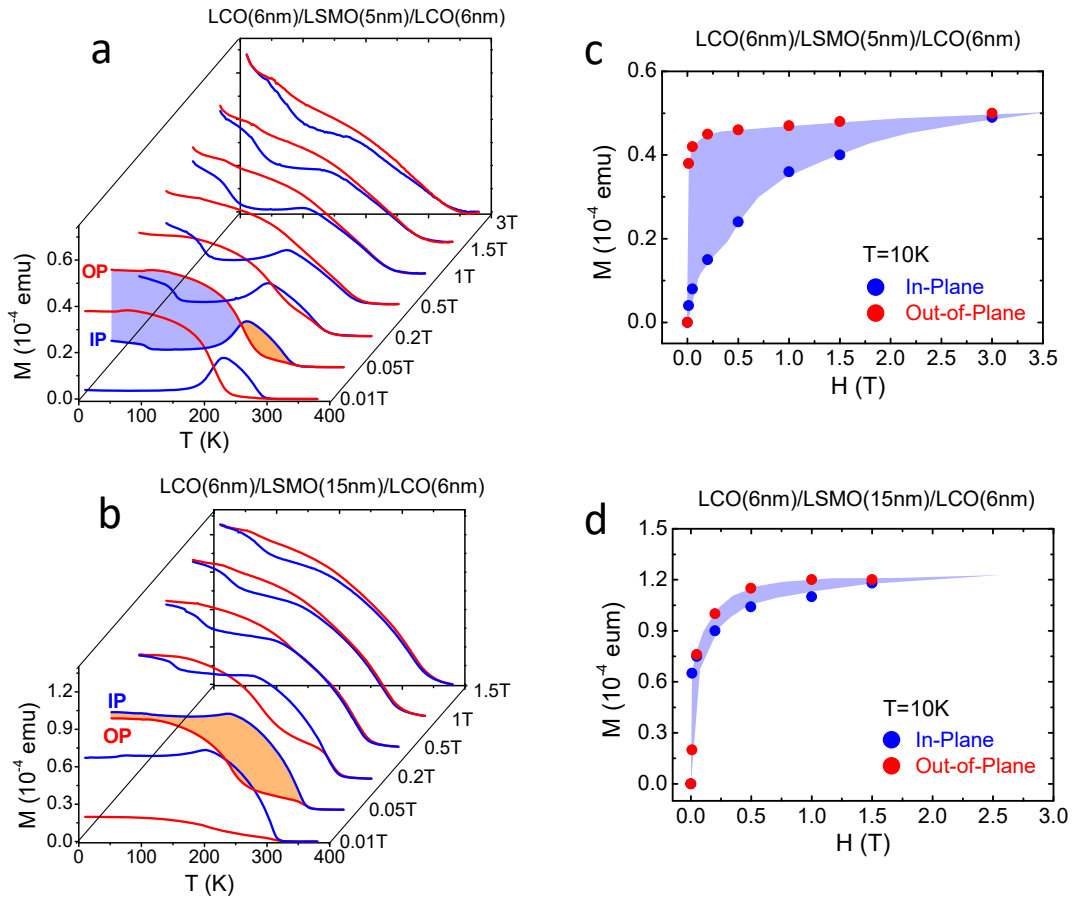 LCO(6nm)/LSMO(5nm)/LCO(6nm)
a
3T
1.5T
1T
0.5T
0.2T
0.05T
0.01T
OP
IP
0.6
0.4
0.2
0.0
M (10⁻⁴ emu)
0 100 200 300 400
T (K)
LCO(6nm)/LSMO(5nm)/LCO(6nm)
c
0.6
0.4
0.2
0.0
M (10⁻⁴ emu)
T=10K
In-Plane
Out-of-Plane
0.0 0.5 1.0 1.5 2.0 2.5 3.0 3.5
H (T)
LCO(6nm)/LSMO(15nm)/LCO(6nm)
b
1.5T
1T
0.5T
0.2T
0.05T
0.01T
IP
OP
1.2
0.9
0.6
0.3
0.0
M (10⁻⁴ emu)
0 100 200 300 400
T (K)
LCO(6nm)/LSMO(15nm)/LCO(6nm)
d
1.5
1.2
0.9
0.6
0.3
0.0
M (10⁻⁴ eum)
T=10K
In-Plane
Out-of-Plane
0.0 0.5 1.0 1.5 2.0 2.5 3.0
H (T)